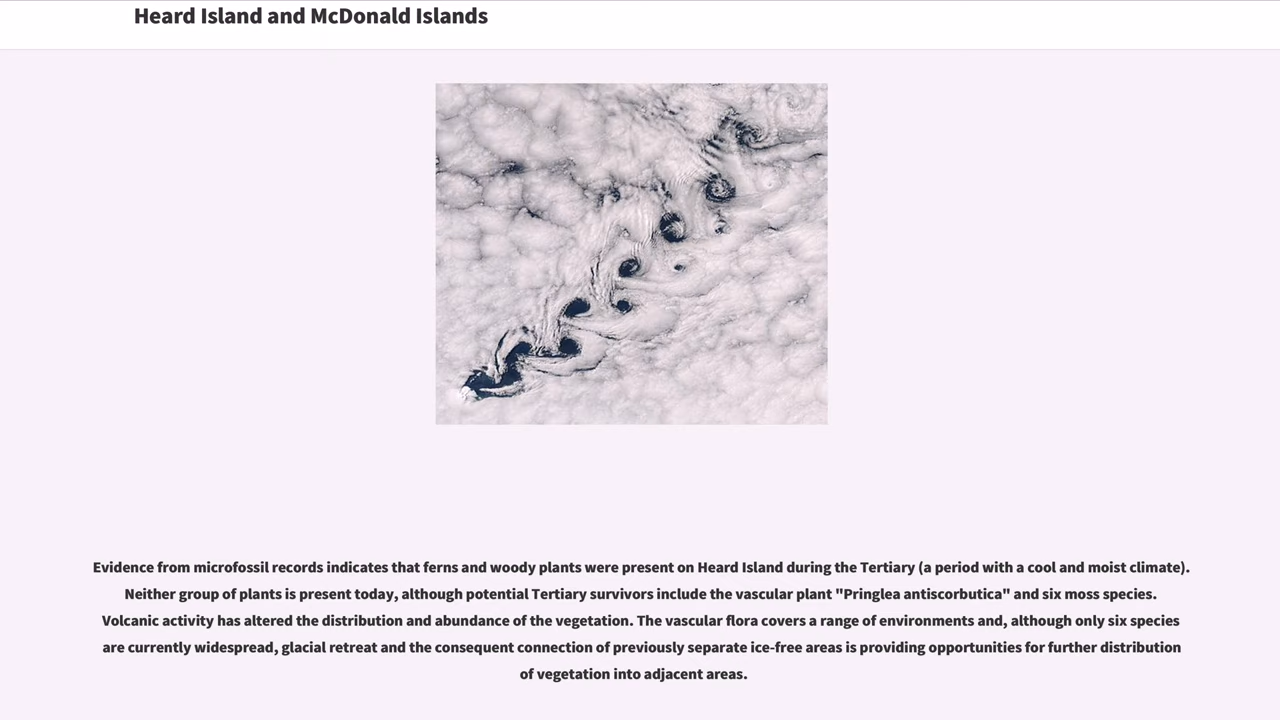 Heard Island and McDonald Islands
Evidence from microfossil records indicates that ferns and woody plants were present on Heard Island during the Tertiary (a period with a cool and moist climate).
Neither group of plants is present today, although potential Tertiary survivors include the vascular plant "Pringlea antiscorbutica" and six moss species.
Volcanic activity has altered the distribution and abundance of the vegetation. The vascular flora covers a range of environments and, although only six species
are currently widespread, glacial retreat and the consequent connection of previously separate ice-free areas is providing opportunities for further distribution
of vegetation into adjacent areas.